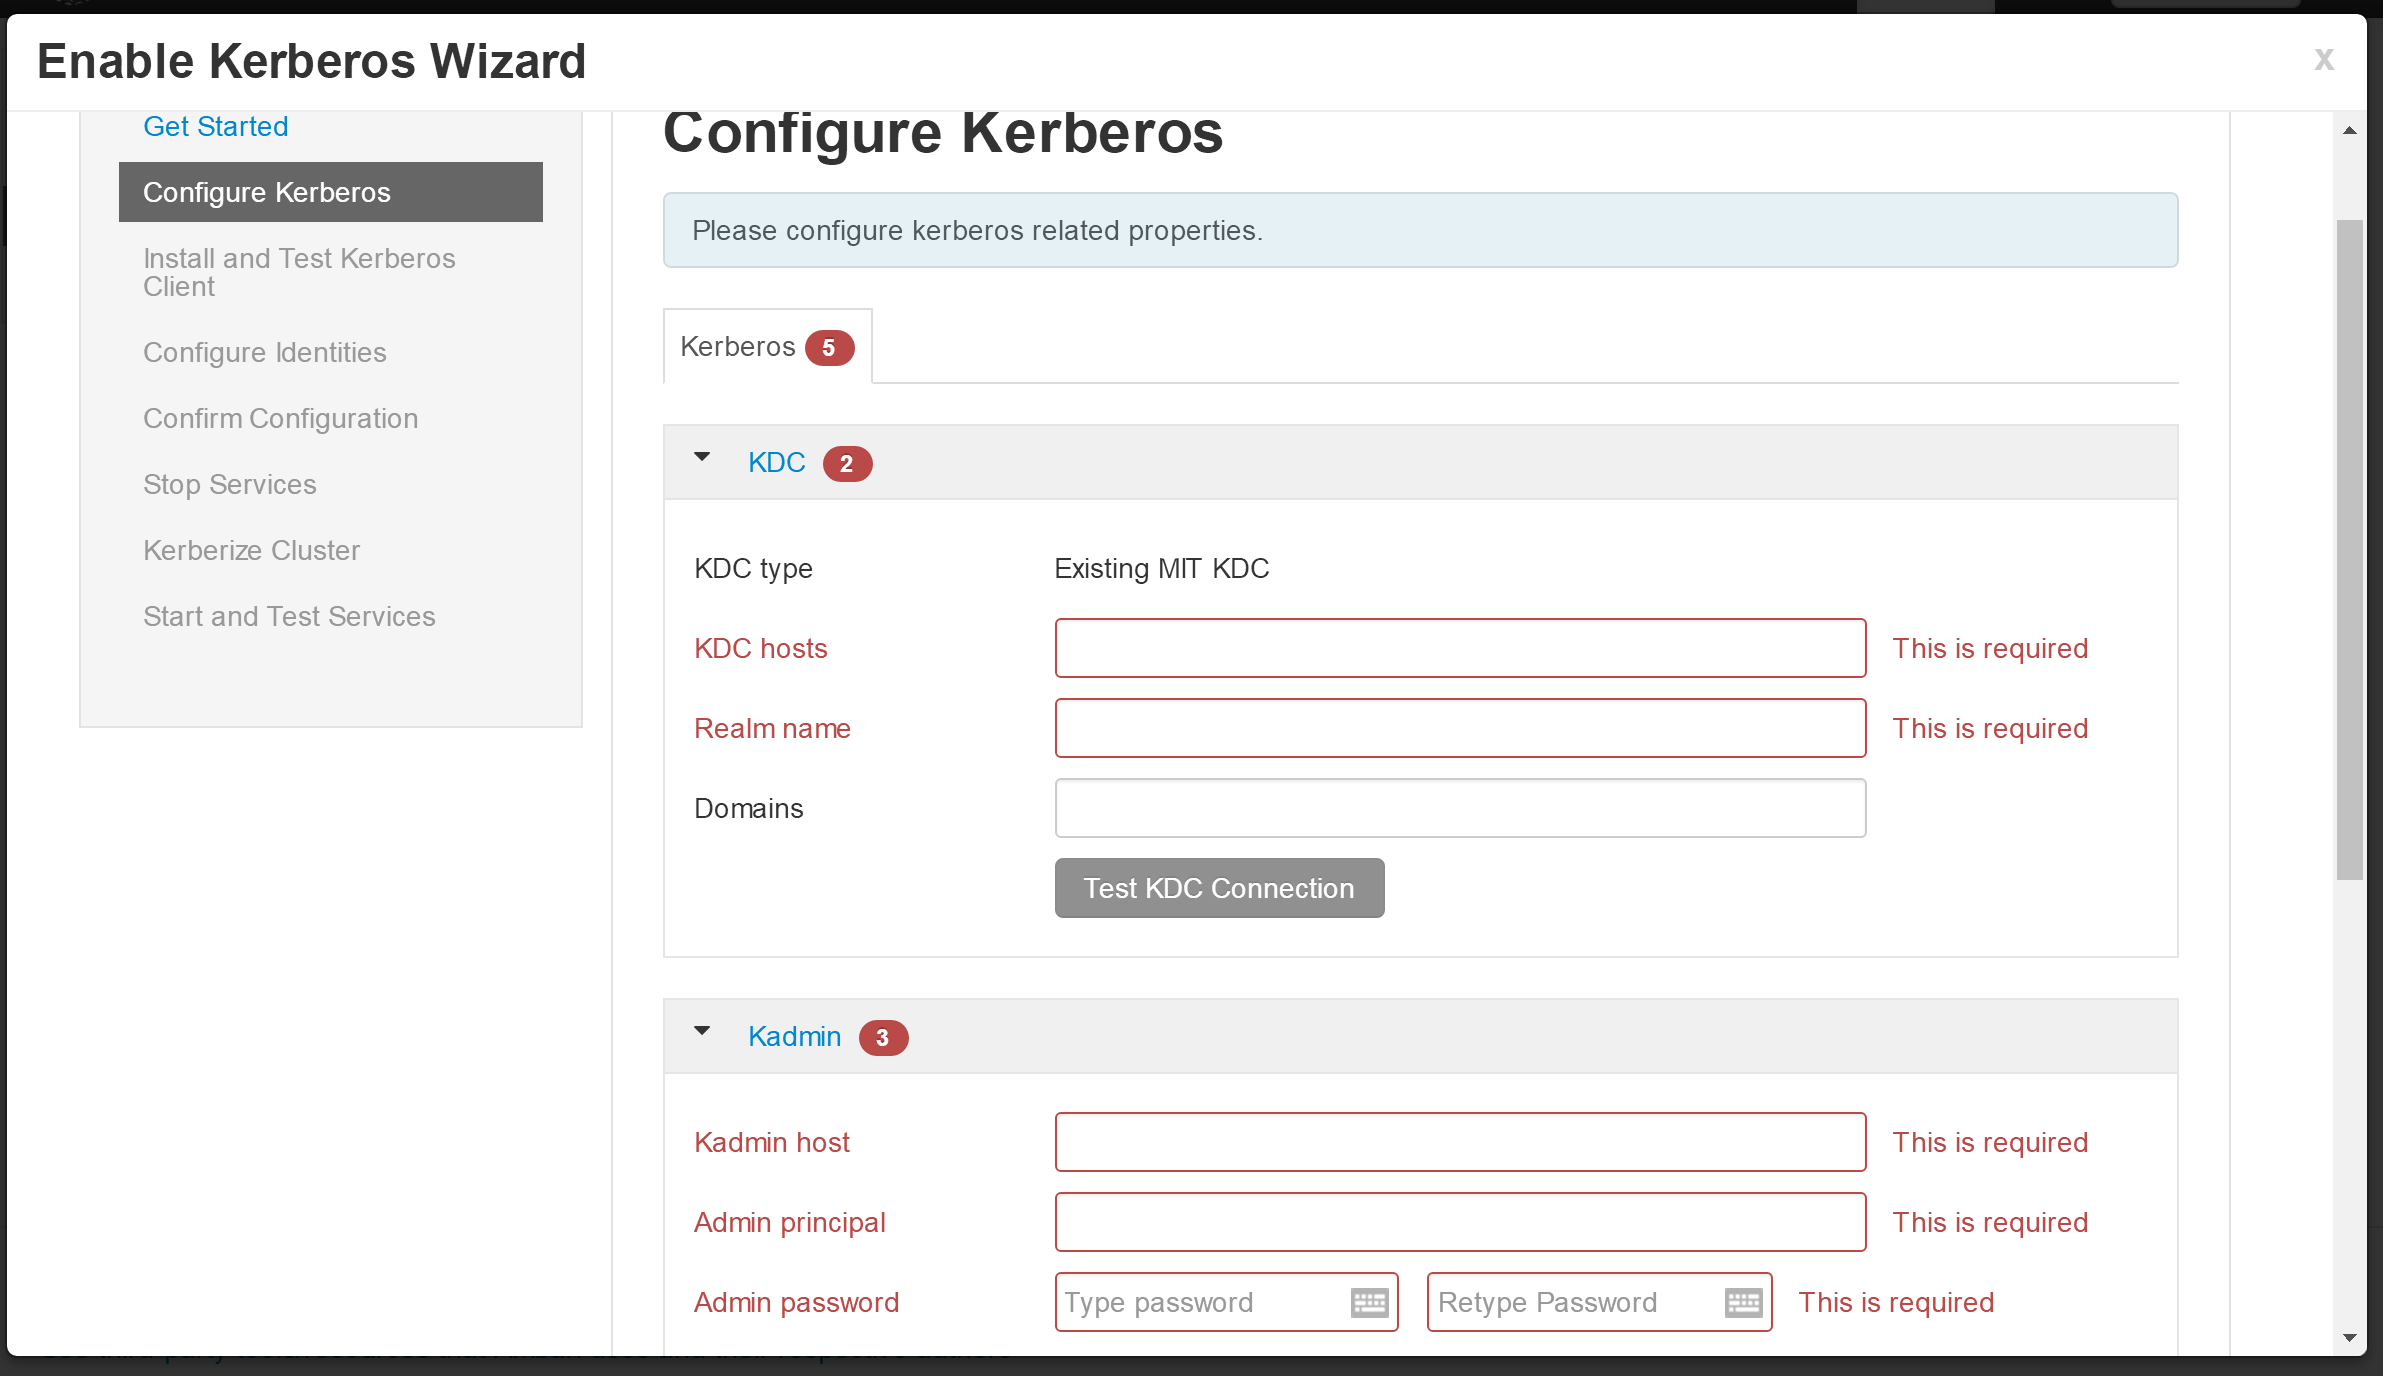 Enable Kerberos Wizard
x
Get Started
Configure Kerberos
Install and Test Kerberos
Client
Configure Identities
Confirm Configuration
Stop Services
Kerberize Cluster
Start and Test Services
Configure Kerberos
Please configure kerberos related properties.
Kerberos 5
KDC 2
KDC type Existing MIT KDC
KDC hosts This is required
Realm name This is required
Domains
Test KDC Connection
Kadmin 3
Kadmin host This is required
Admin principal This is required
Admin password Type password Retype Password This is required